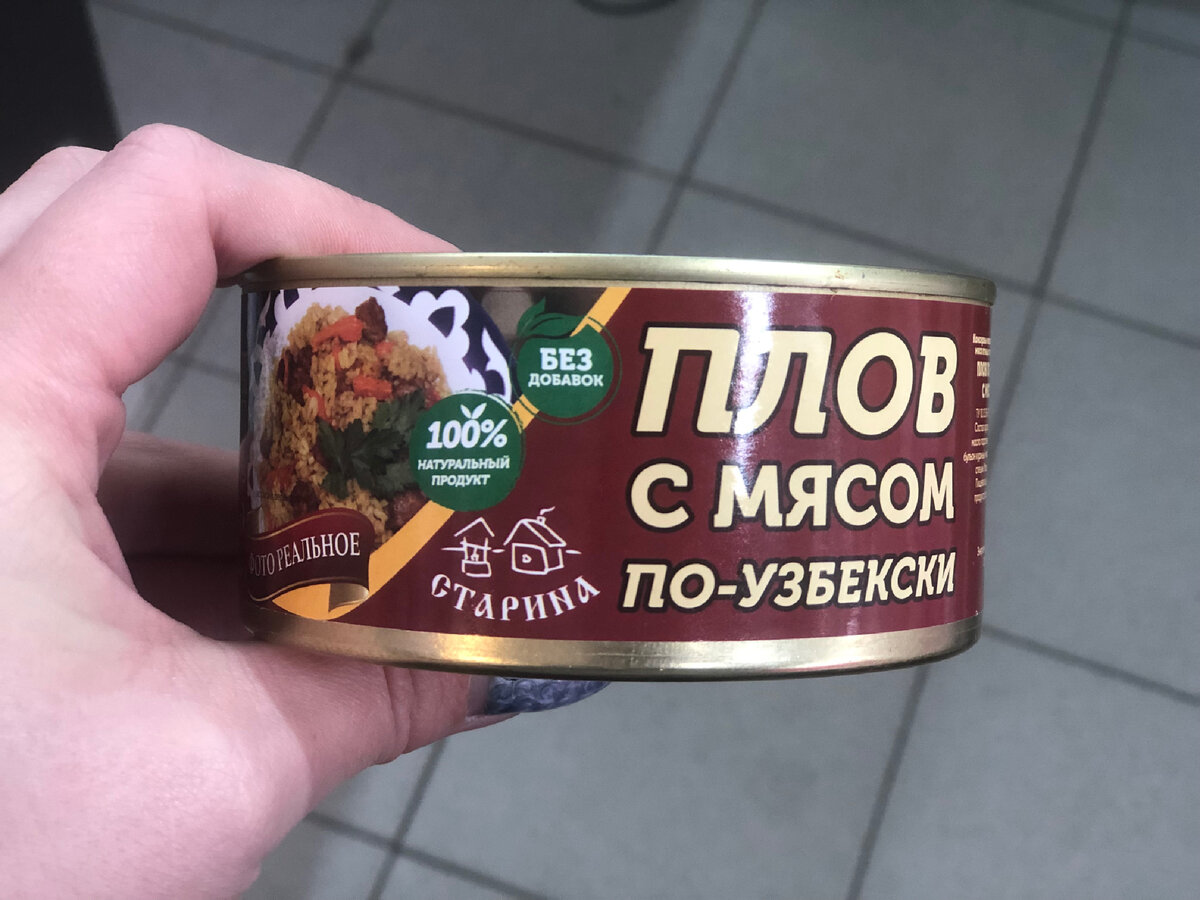 БЕЗ
ДОБАВОК
100%
НАТУРАЛЬНЫЙ
ПРОДУКТ
ФОТО РЕАЛЬНОЕ
СТАРИНА
ПЛОВ
С МЯСОМ
ПО-УЗБЕКСКИ